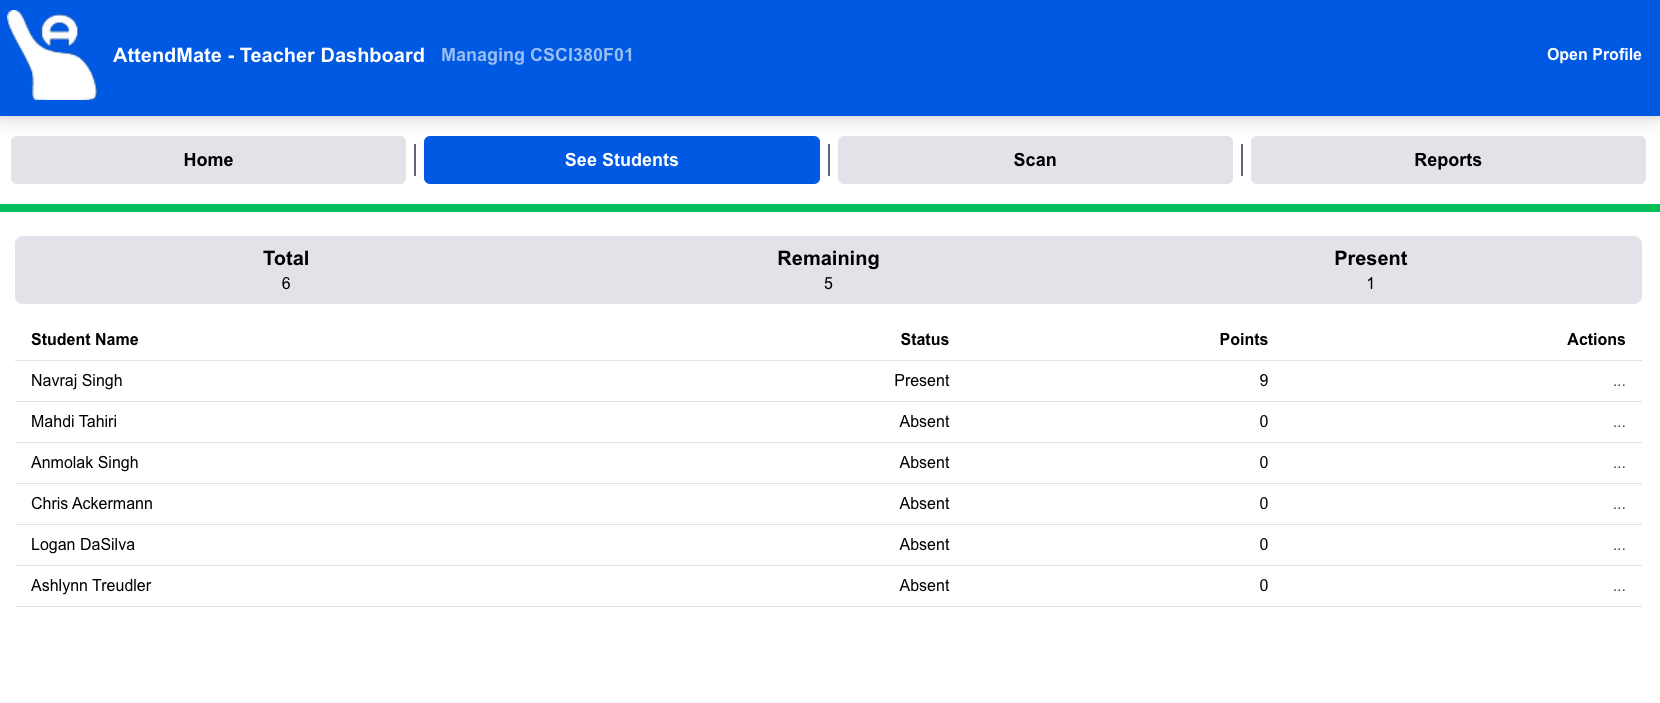 AttendMate - Teacher Dashboard Managing CSCI380F01 Open Profile
Home See Students Scan Reports
Total Remaining Present
6 5 1
Student Name Status Points Actions
Navraj Singh Present 9 ...
Mahdi Tahiri Absent 0 ...
Anmolak Singh Absent 0 ...
Chris Ackermann Absent 0 ...
Logan DaSilva Absent 0 ...
Ashlynn Treudler Absent 0 ...